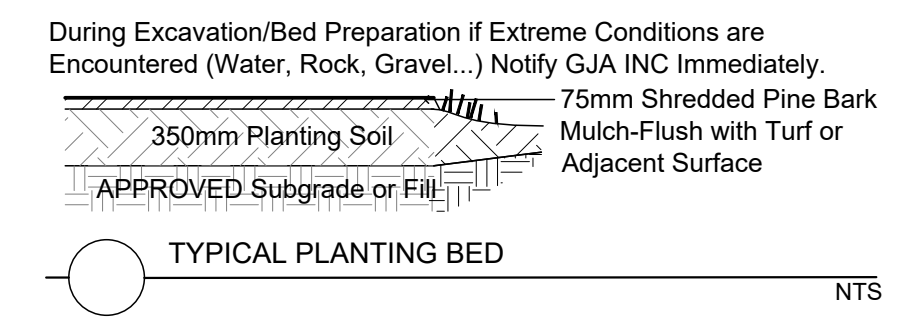 During Excavation/Bed Preparation if Extreme Conditions are
Encountered (Water, Rock, Gravel...) Notify GJA INC Immediately.
75mm Shredded Pine Bark
Mulch-Flush with Turf or
Adjacent Surface
350mm Planting Soil
APPROVED Subgrade or Fill
TYPICAL PLANTING BED
NTS